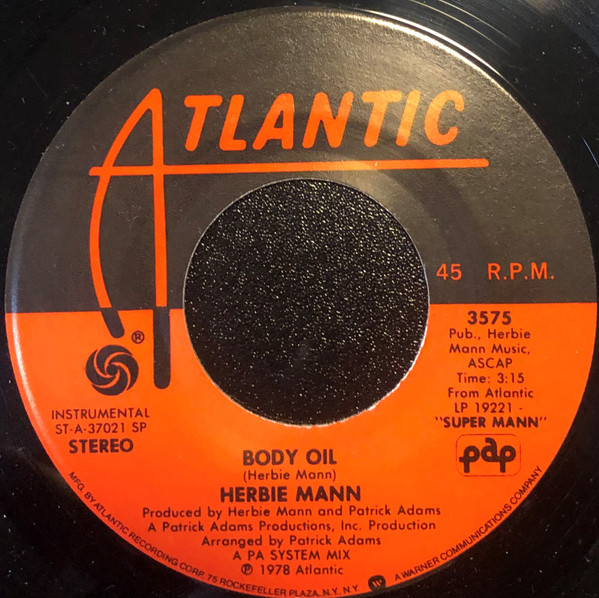 ATLANTIC
45 R.P.M.
®
3575
Pub., Herbie
Mann Music,
ASCAP
Time: 3:15
From Atlantic
LP 19221 -
"SUPER MANN"
pap
INSTRUMENTAL
ST-A-37021 SP
STEREO
BODY OIL
(Herbie Mann)
HERBIE MANN
Produced by Herbie Mann and Patrick Adams
A Patrick Adams Productions, Inc. Production
Arranged by Patrick Adams
A PA SYSTEM MIX
℗ 1978 Atlantic
MFG. BY ATLANTIC RECORDING CORP. 75 ROCKEFELLER PLAZA, N.Y. N.Y. W A WARNER COMMUNICATIONS COMPANY